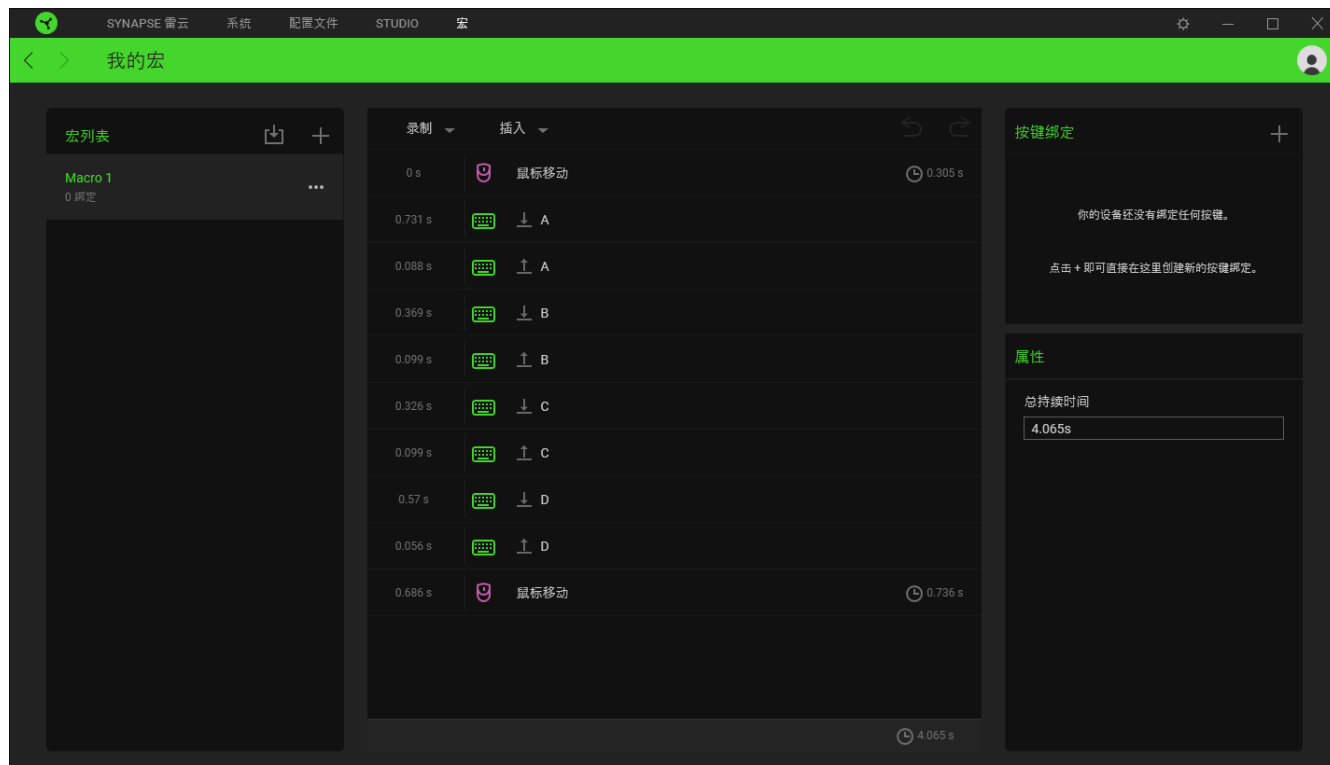 SYNAPSE 雷云 系统 配置文件 STUDIO 宏
我的宏
宏列表
Macro 1
0 绑定
录制 插入
0 s 鼠标移动 0.305 s
0.731 s A
0.088 s A
0.369 s B
0.099 s B
0.326 s C
0.099 s C
0.57 s D
0.056 s D
0.686 s 鼠标移动 0.736 s
4.065 s
按键绑定
你的设备还没有绑定任何按键。
点击 + 即可直接在这里创建新的按键绑定。
属性
总持续时间
4.065s